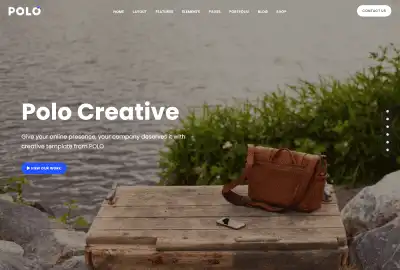 POLO
HOME
LAYOUT
FEATURES
ELEMENTS
PAGES
PORTFOLIO
BLOG
SHOP
CONTACT US
Polo Creative
Give your online presence, your company deserves it with
creative template from POLO
VIEW OUR WORK